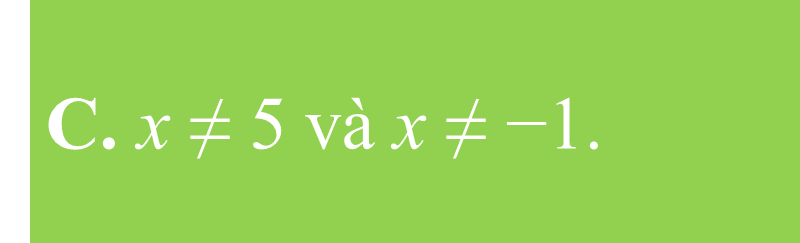 C. x ≠ 5 và x ≠ −1.